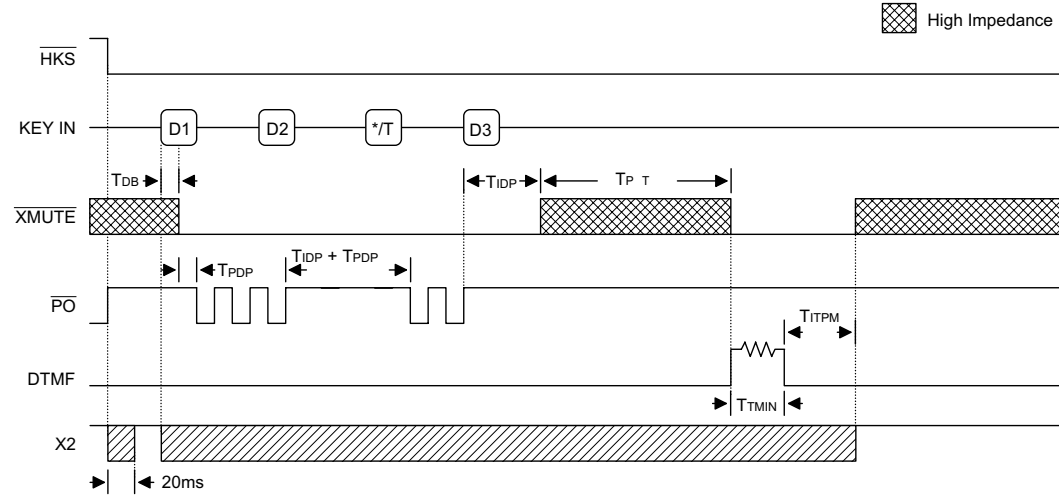 High Impedance
HKS
KEY IN
D1
D2
*/T
D3
TDB
TIDP
TP T
XMUTE
TPDP
TIDP + TPDP
PO
TITPM
DTMF
TTMIN
X2
20ms